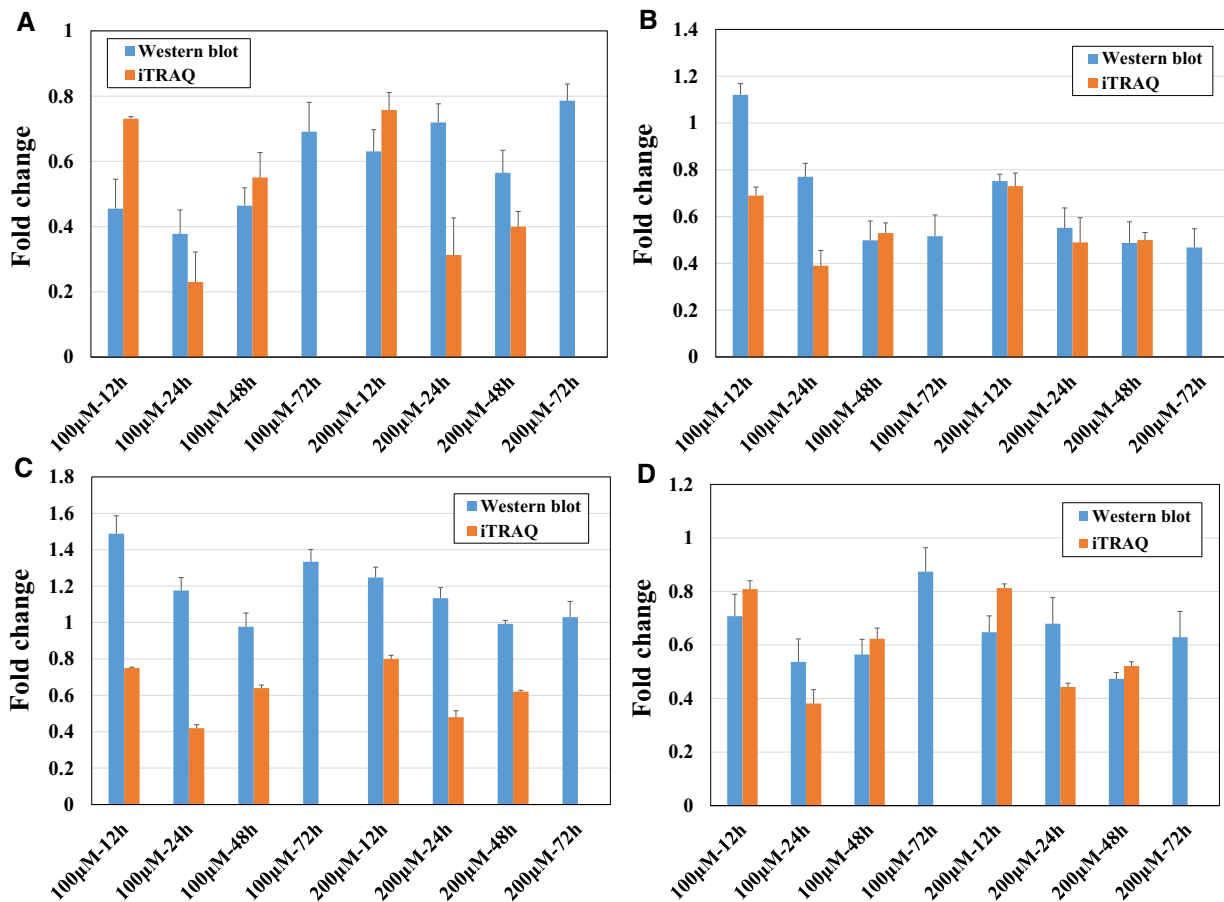 A
Western blot
iTRAQ
Fold change
1
0.8
0.6
0.4
0.2
0
100μM-12h
100μM-24h
100μM-48h
100μM-72h
200μM-12h
200μM-24h
200μM-48h
200μM-72h
B
Western blot
iTRAQ
Fold change
1.4
1.2
1
0.8
0.6
0.4
0.2
0
100μM-12h
100μM-24h
100μM-48h
100μM-72h
200μM-12h
200μM-24h
200μM-48h
200μM-72h
C
Western blot
iTRAQ
Fold change
1.8
1.6
1.4
1.2
1
0.8
0.6
0.4
0.2
0
100μM-12h
100μM-24h
100μM-48h
100μM-72h
200μM-12h
200μM-24h
200μM-48h
200μM-72h
D
Western blot
iTRAQ
Fold change
1.2
1
0.8
0.6
0.4
0.2
0
100μM-12h
100μM-24h
100μM-48h
100μM-72h
200μM-12h
200μM-24h
200μM-48h
200μM-72h